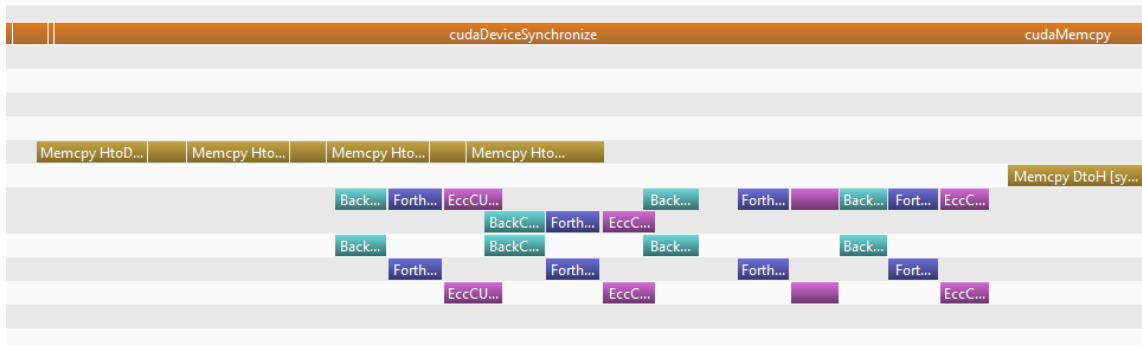 cudaDeviceSynchronize cudaMemcpy
Memcpy HtoD... Memcpy Hto... Memcpy Hto... Memcpy Hto...
Memcpy DtoH [sy...
Back... Forth... EccCU... Back... Forth... Back... Fort... EccC...
BackC... Forth... EccC...
Back... BackC... Back... Back...
Forth... Forth... Forth... Fort...
EccCU... EccC... EccC...